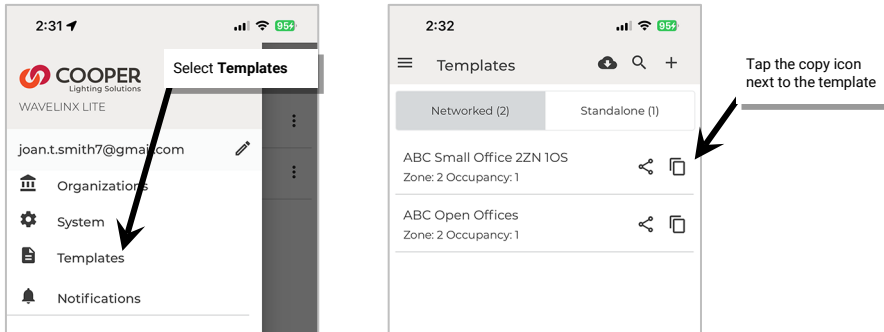 2:31
95
Select Templates
COOPER
Lighting Solutions
WAVELINX LITE
joan.t.smith7@gmail.com
Organizations
System
Templates
Notifications
2:32
95
Templates
Networked (2)
Standalone (1)
ABC Small Office 2ZN 1OS
Zone: 2 Occupancy: 1
ABC Open Offices
Zone: 2 Occupancy: 1
Tap the copy icon
next to the template